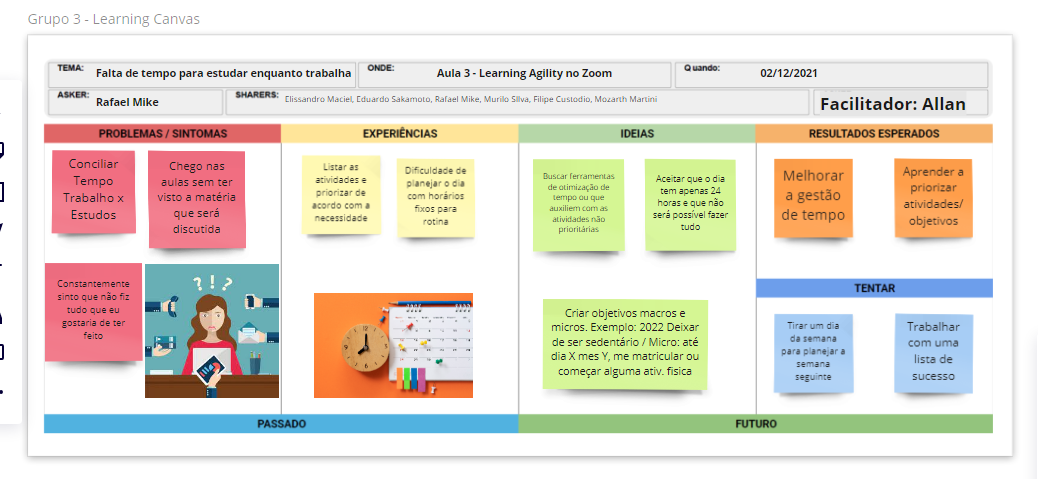 Grupo 3 - Learning Canvas
TEMA: Falta de tempo para estudar enquanto trabalha
ONDE: Aula 3 - Learning Agility no Zoom
Quando: 02/12/2021
ASKER: Rafael Mike
SHARERS: Elissandro Maciel, Eduardo Sakamoto, Rafael Mike, Murilo SIlva, Filipe Custodio, Mozarth Martini
Facilitador: Allan
PROBLEMAS / SINTOMAS
Conciliar
Tempo
Trabalho x
Estudos
Chego nas
aulas sem ter
visto a matéria
que será
discutida
Constantemente
sinto que não fiz
tudo que eu
gostaria de ter
feito
? ! ?
EXPERIÊNCIAS
Listar as
atividades e
priorizar de
acordo com a
necessidade
Dificuldade de
planejar o dia
com horários
fixos para
rotina
IDEIAS
Buscar ferramentas
de otimização de
tempo ou que
auxiliem com as
atividades não
prioritárias
Aceitar que o dia
tem apenas 24
horas e que não
será possível fazer
tudo
Criar objetivos macros e
micros. Exemplo: 2022 Deixar
de ser sedentário / Micro: até
dia X mes Y, me matricular ou
começar alguma ativ. fisica
RESULTADOS ESPERADOS
Melhorar
a gestão
de tempo
Aprender a
priorizar
atividades/
objetivos
TENTAR
Tirar um dia
da semana
para planejar a
semana
seguinte
Trabalhar
com uma
lista de
sucesso
PASSADO
FUTURO